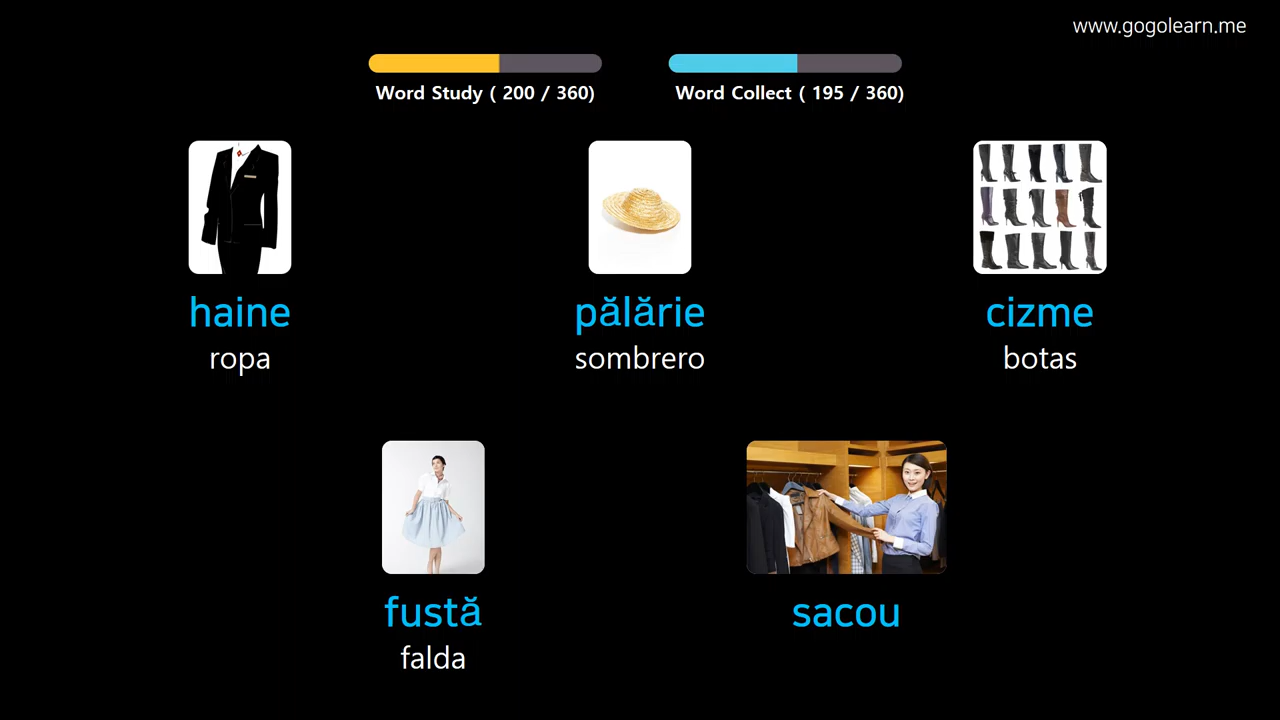 www.gogolearn.me
Word Study ( 200 / 360)
Word Collect ( 195 / 360)
haine
ropa
pălărie
sombrero
cizme
botas
fustă
falda
sacou